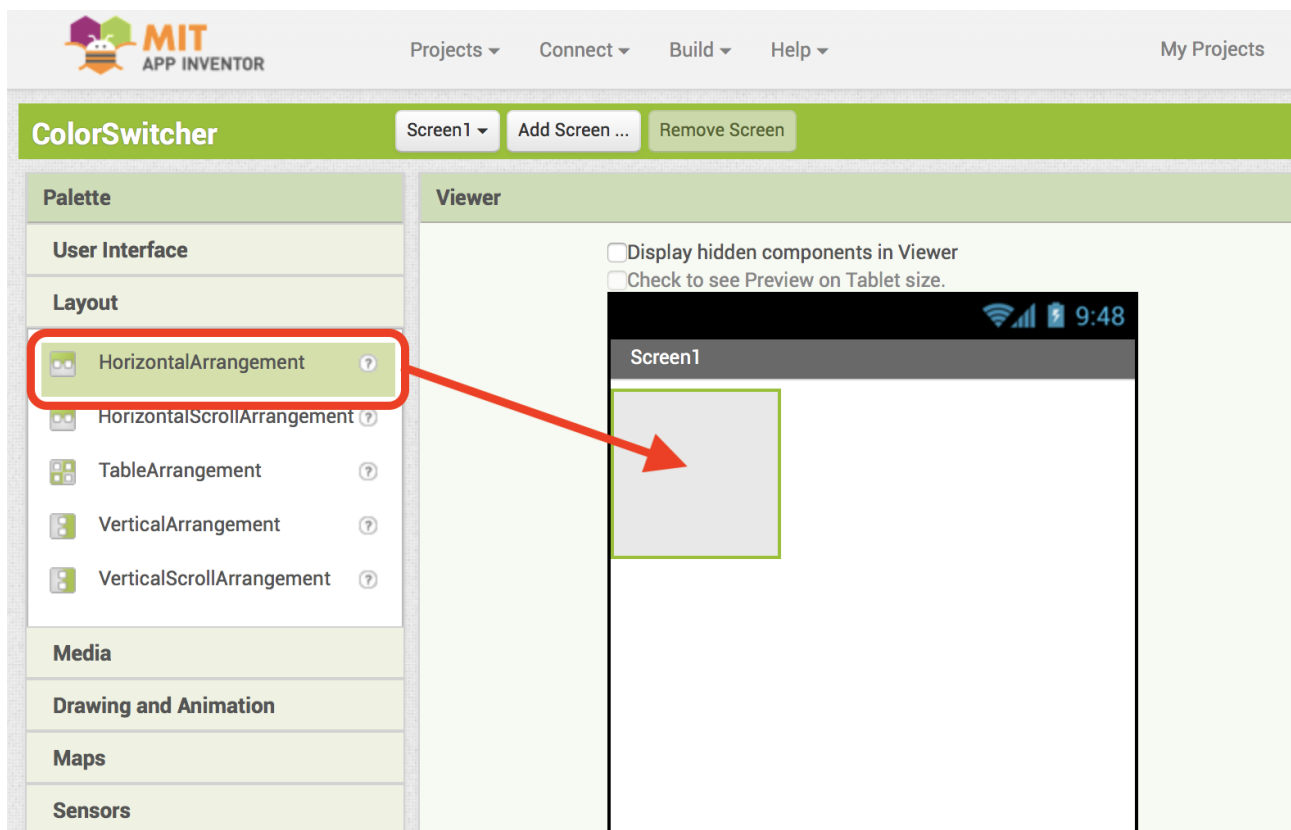 MIT
APP INVENTOR
Projects
Connect
Build
Help
My Projects
ColorSwitcher
Screen1
Add Screen ...
Remove Screen
Palette
User Interface
Layout
HorizontalArrangement ?
HorizontalScrollArrangement ?
TableArrangement ?
VerticalArrangement ?
VerticalScrollArrangement ?
Media
Drawing and Animation
Maps
Sensors
Viewer
Display hidden components in Viewer
Check to see Preview on Tablet size.
9:48
Screen1